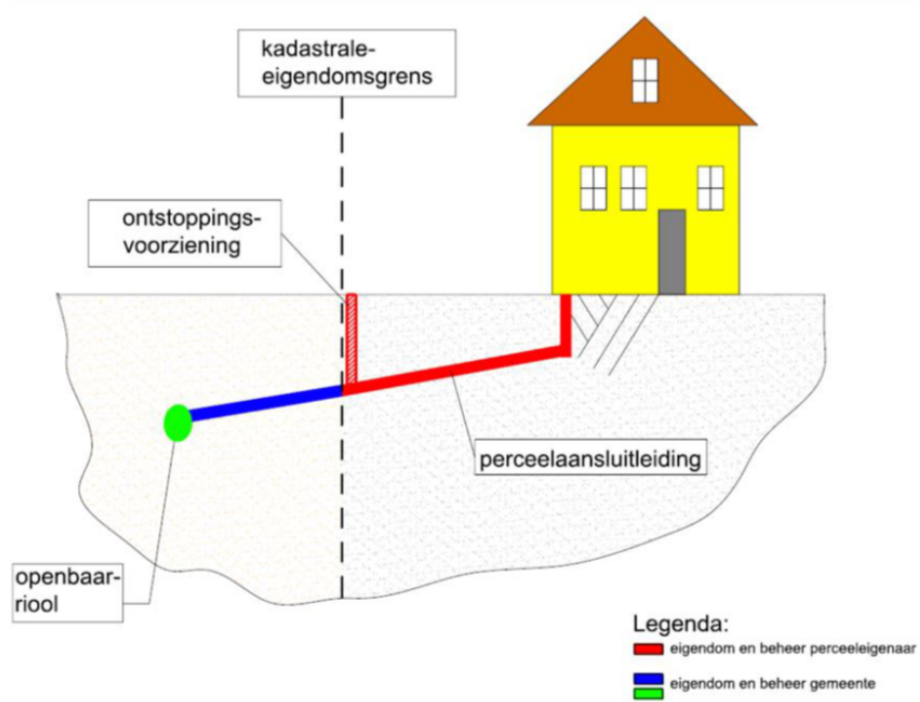 kadastrale-
eigendomsgrens
ontstoppings-
voorziening
perceelaansluitleiding
openbaar-
riool
Legenda:
eigendom en beheer perceeleigenaar
eigendom en beheer gemeente